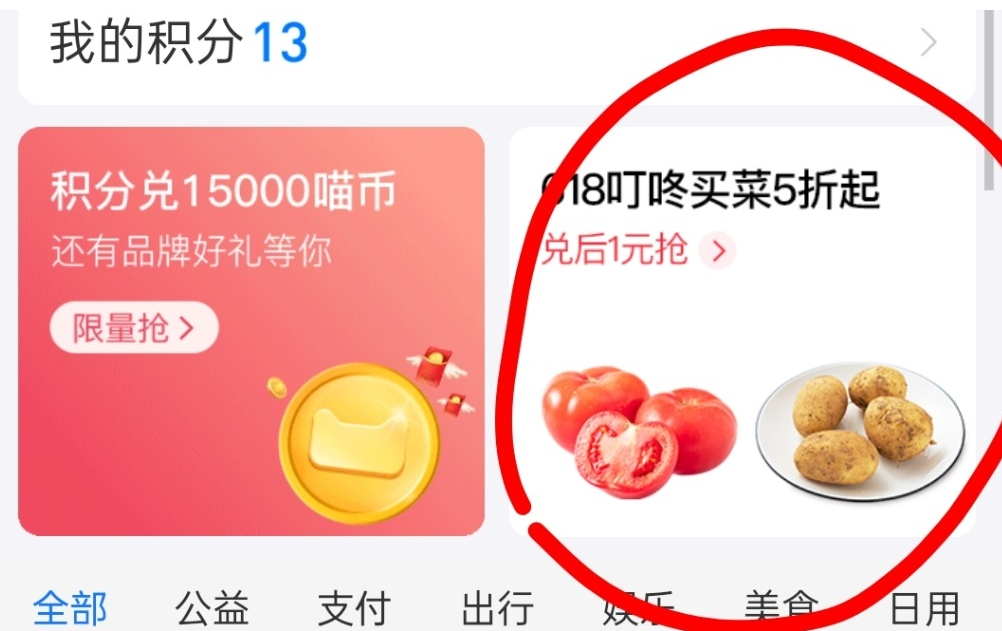 我的积分 13
积分兑15000喵币
还有品牌好礼等你
限量抢
618叮咚买菜5折起
兑后1元抢
全部 公益 支付 出行 娱乐 美食 日用